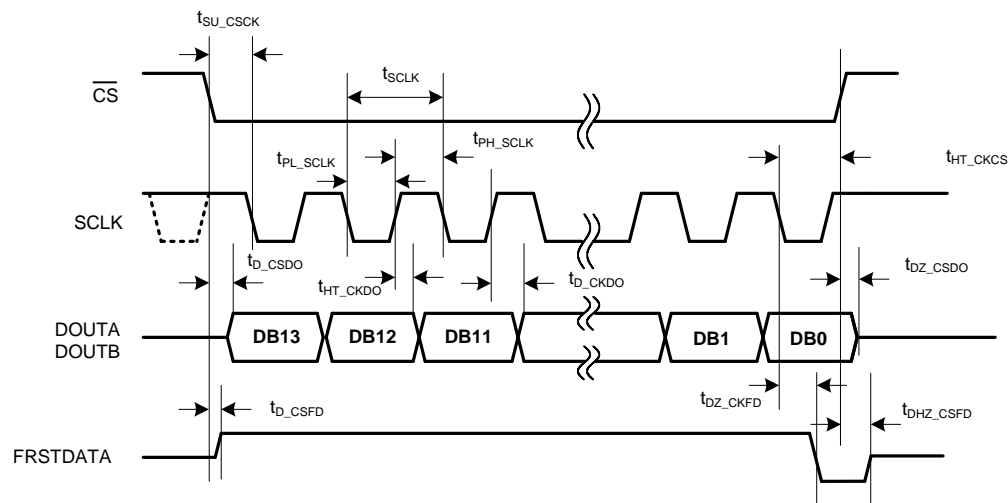 tSU_CSCK
tSCLK
CS
tPH_SCLK
tPL_SCLK
tHT_CKCS
SCLK
tD_CSDO
tHT_CKDO
tD_CKDO
tDZ_CSDO
DOUTA
DOUTB
DB13 DB12 DB11 DB1 DB0
tD_CSFD
tDZ_CKFD
tDHZ_CSFD
FRSTDATA